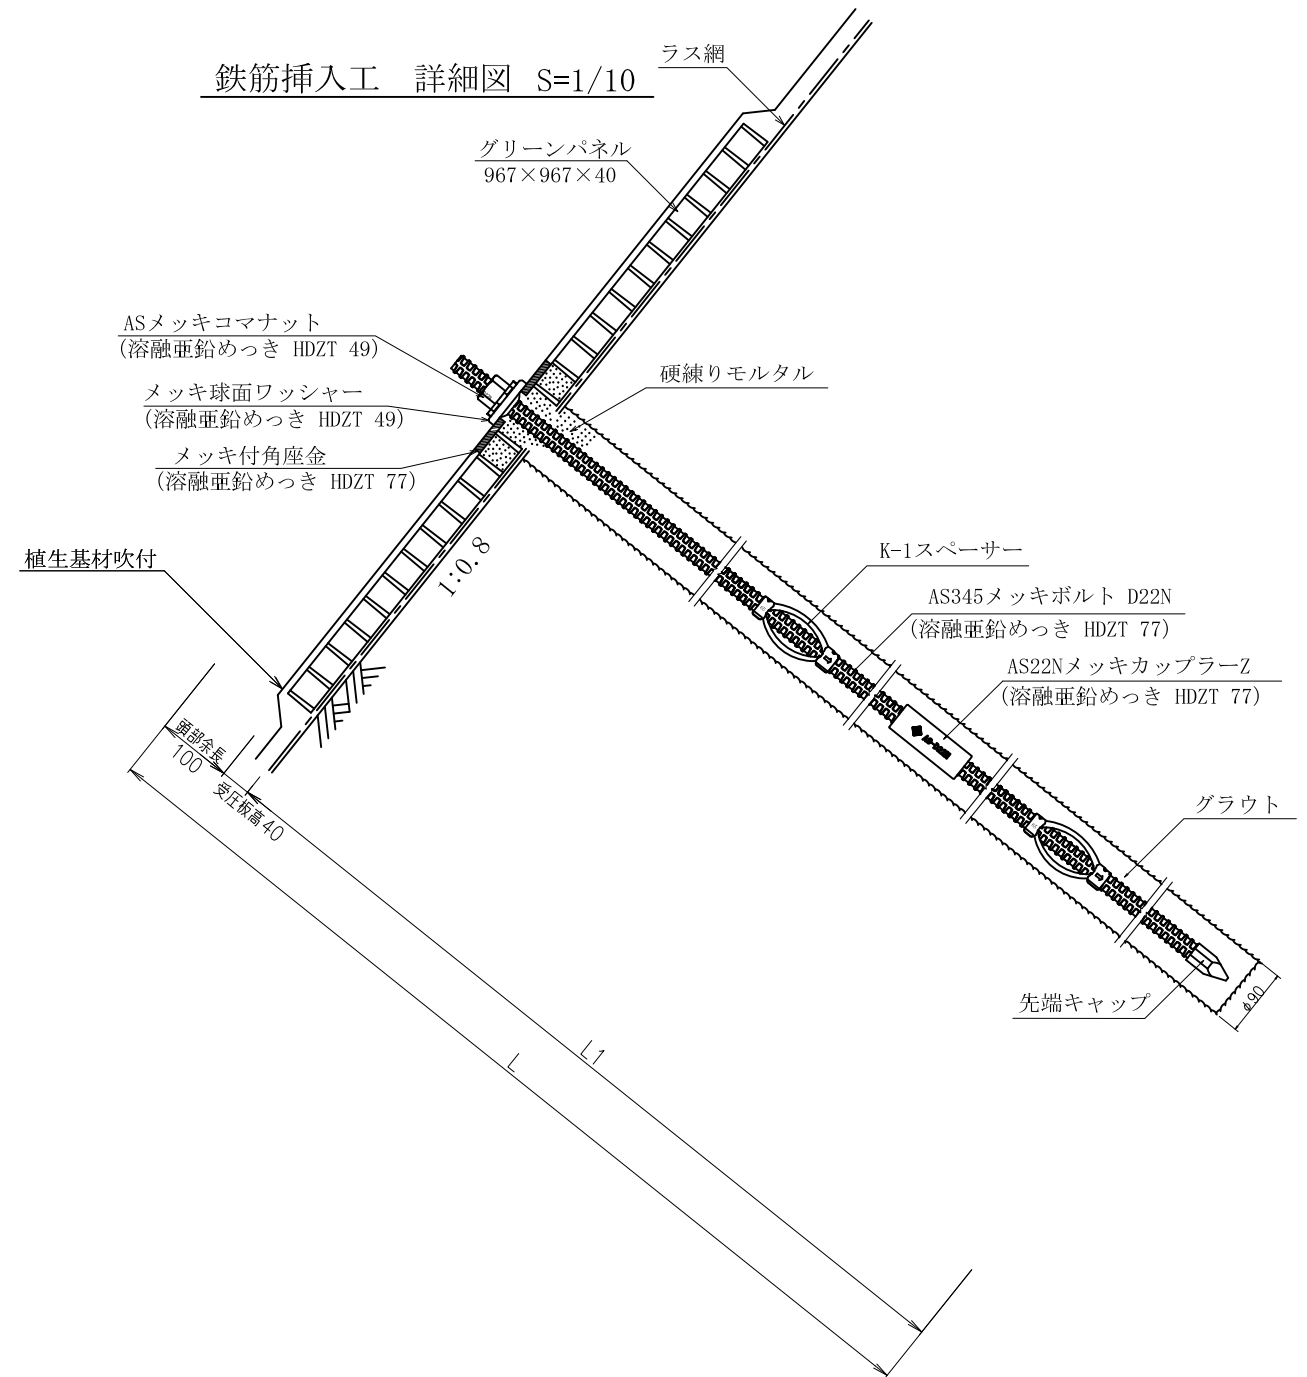 鉄筋挿入工　詳細図 S=1/10
ラス網
グリーンパネル
967×967×40
ASメッキコマナット
(溶融亜鉛めっき HDZT 49)
メッキ球面ワッシャー
(溶融亜鉛めっき HDZT 49)
メッキ付角座金
(溶融亜鉛めっき HDZT 77)
硬練りモルタル
植生基材吹付
1:0.8
K-1スペーサー
AS345メッキボルト D22N
(溶融亜鉛めっき HDZT 77)
AS22NメッキカップラーZ
(溶融亜鉛めっき HDZT 77)
頭部余長
100
受圧板高40
グラウト
先端キャップ
φ90
L1
L